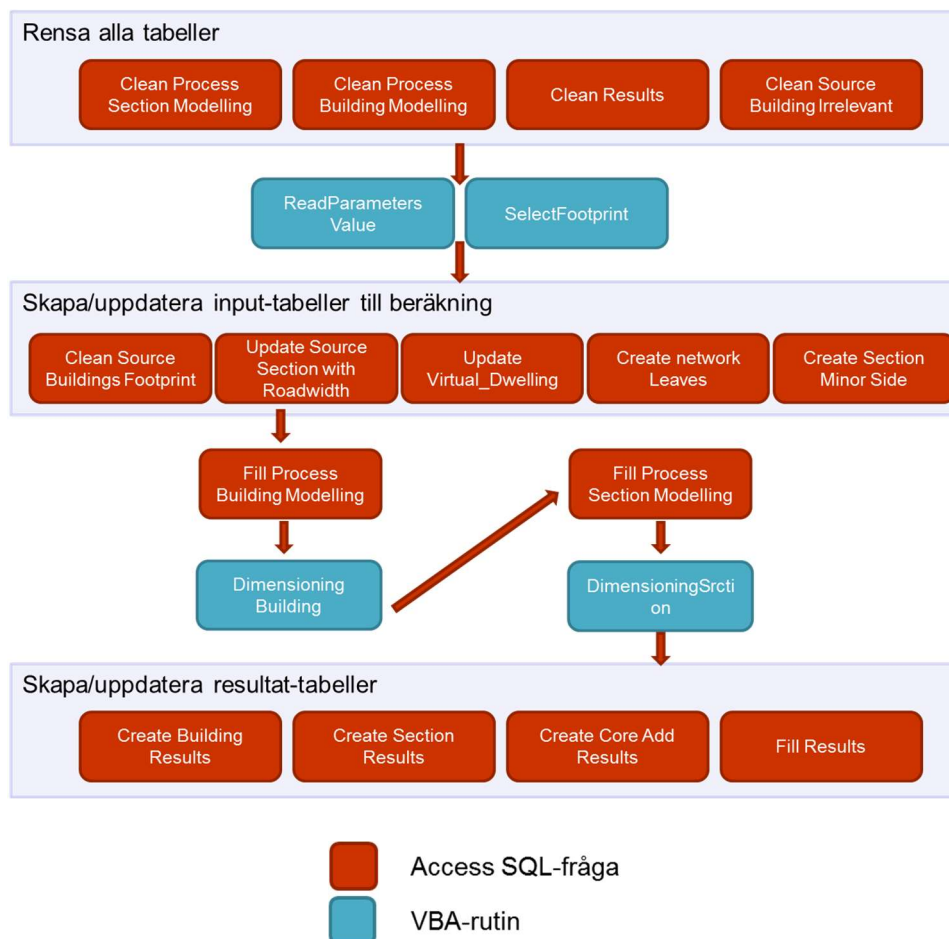 Rensa alla tabeller
Clean Process
Section Modelling
Clean Process
Building Modelling
Clean Results
Clean Source
Building Irrelevant
ReadParameters
Value
SelectFootprint
Skapa/uppdatera input-tabeller till beräkning
Clean Source
Buildings Footprint
Update Source
Section with
Roadwidth
Update
Virtual_Dwelling
Create network
Leaves
Create Section
Minor Side
Fill Process
Building Modelling
Fill Process
Section Modelling
Dimensioning
Building
DimensioningSrcti
on
Skapa/uppdatera resultat-tabeller
Create Building
Results
Create Section
Results
Create Core Add
Results
Fill Results
Access SQL-fråga
VBA-rutin